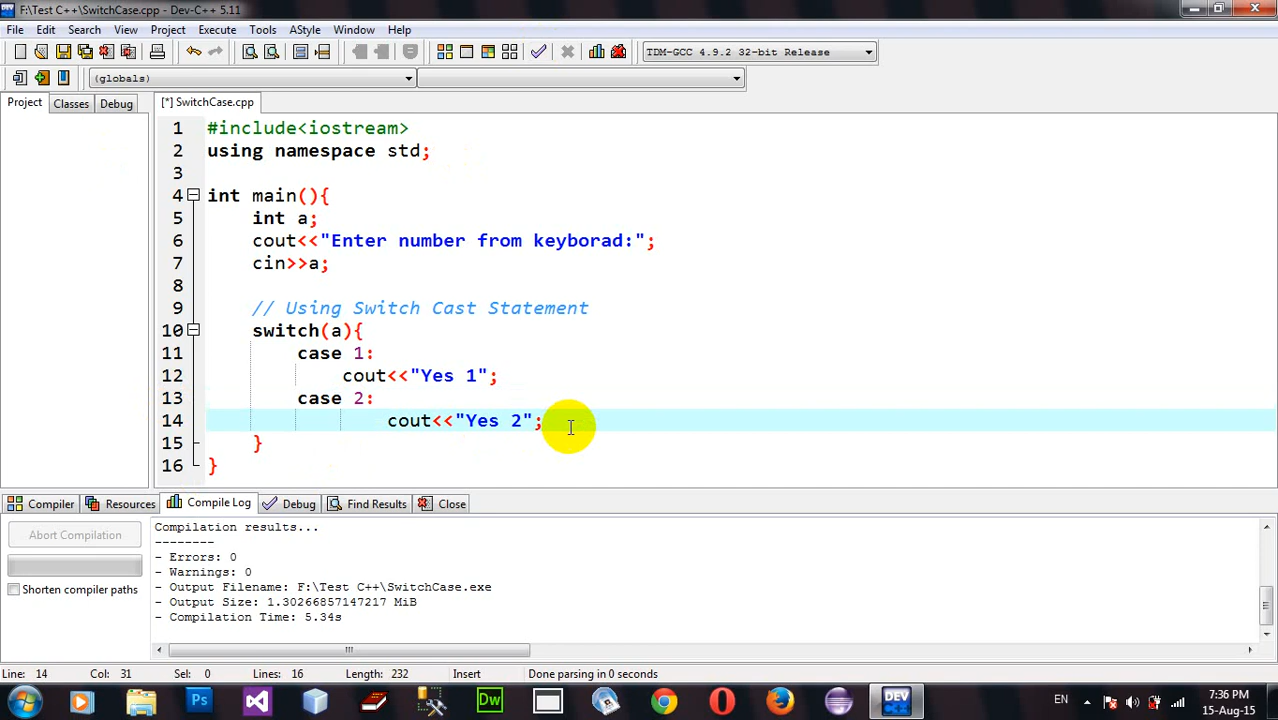 F:\Test C++\SwitchCase.cpp - Dev-C++ 5.11
File Edit Search View Project Execute Tools AStyle Window Help
TDM-GCC 4.9.2 32-bit Release
(globals)
Project Classes Debug [*] SwitchCase.cpp
1 #include<iostream>
2 using namespace std;
3
4 int main(){
5 int a;
6 cout<<"Enter number from keyborad:";
7 cin>>a;
8
9 // Using Switch Cast Statement
10 switch(a){
11 case 1:
12 cout<<"Yes 1";
13 case 2:
14 cout<<"Yes 2";
15 }
16 }
Compiler Resources Compile Log Debug Find Results Close
Abort Compilation
Shorten compiler paths
Compilation results...
--------
- Errors: 0
- Warnings: 0
- Output Filename: F:\Test C++\SwitchCase.exe
- Output Size: 1.30266857147217 MiB
- Compilation Time: 5.34s
Line: 14 Col: 31 Sel: 0 Lines: 16 Length: 232 Insert Done parsing in 0 seconds
Ps Dw DEV C++ EN 7:36 PM
15-Aug-15